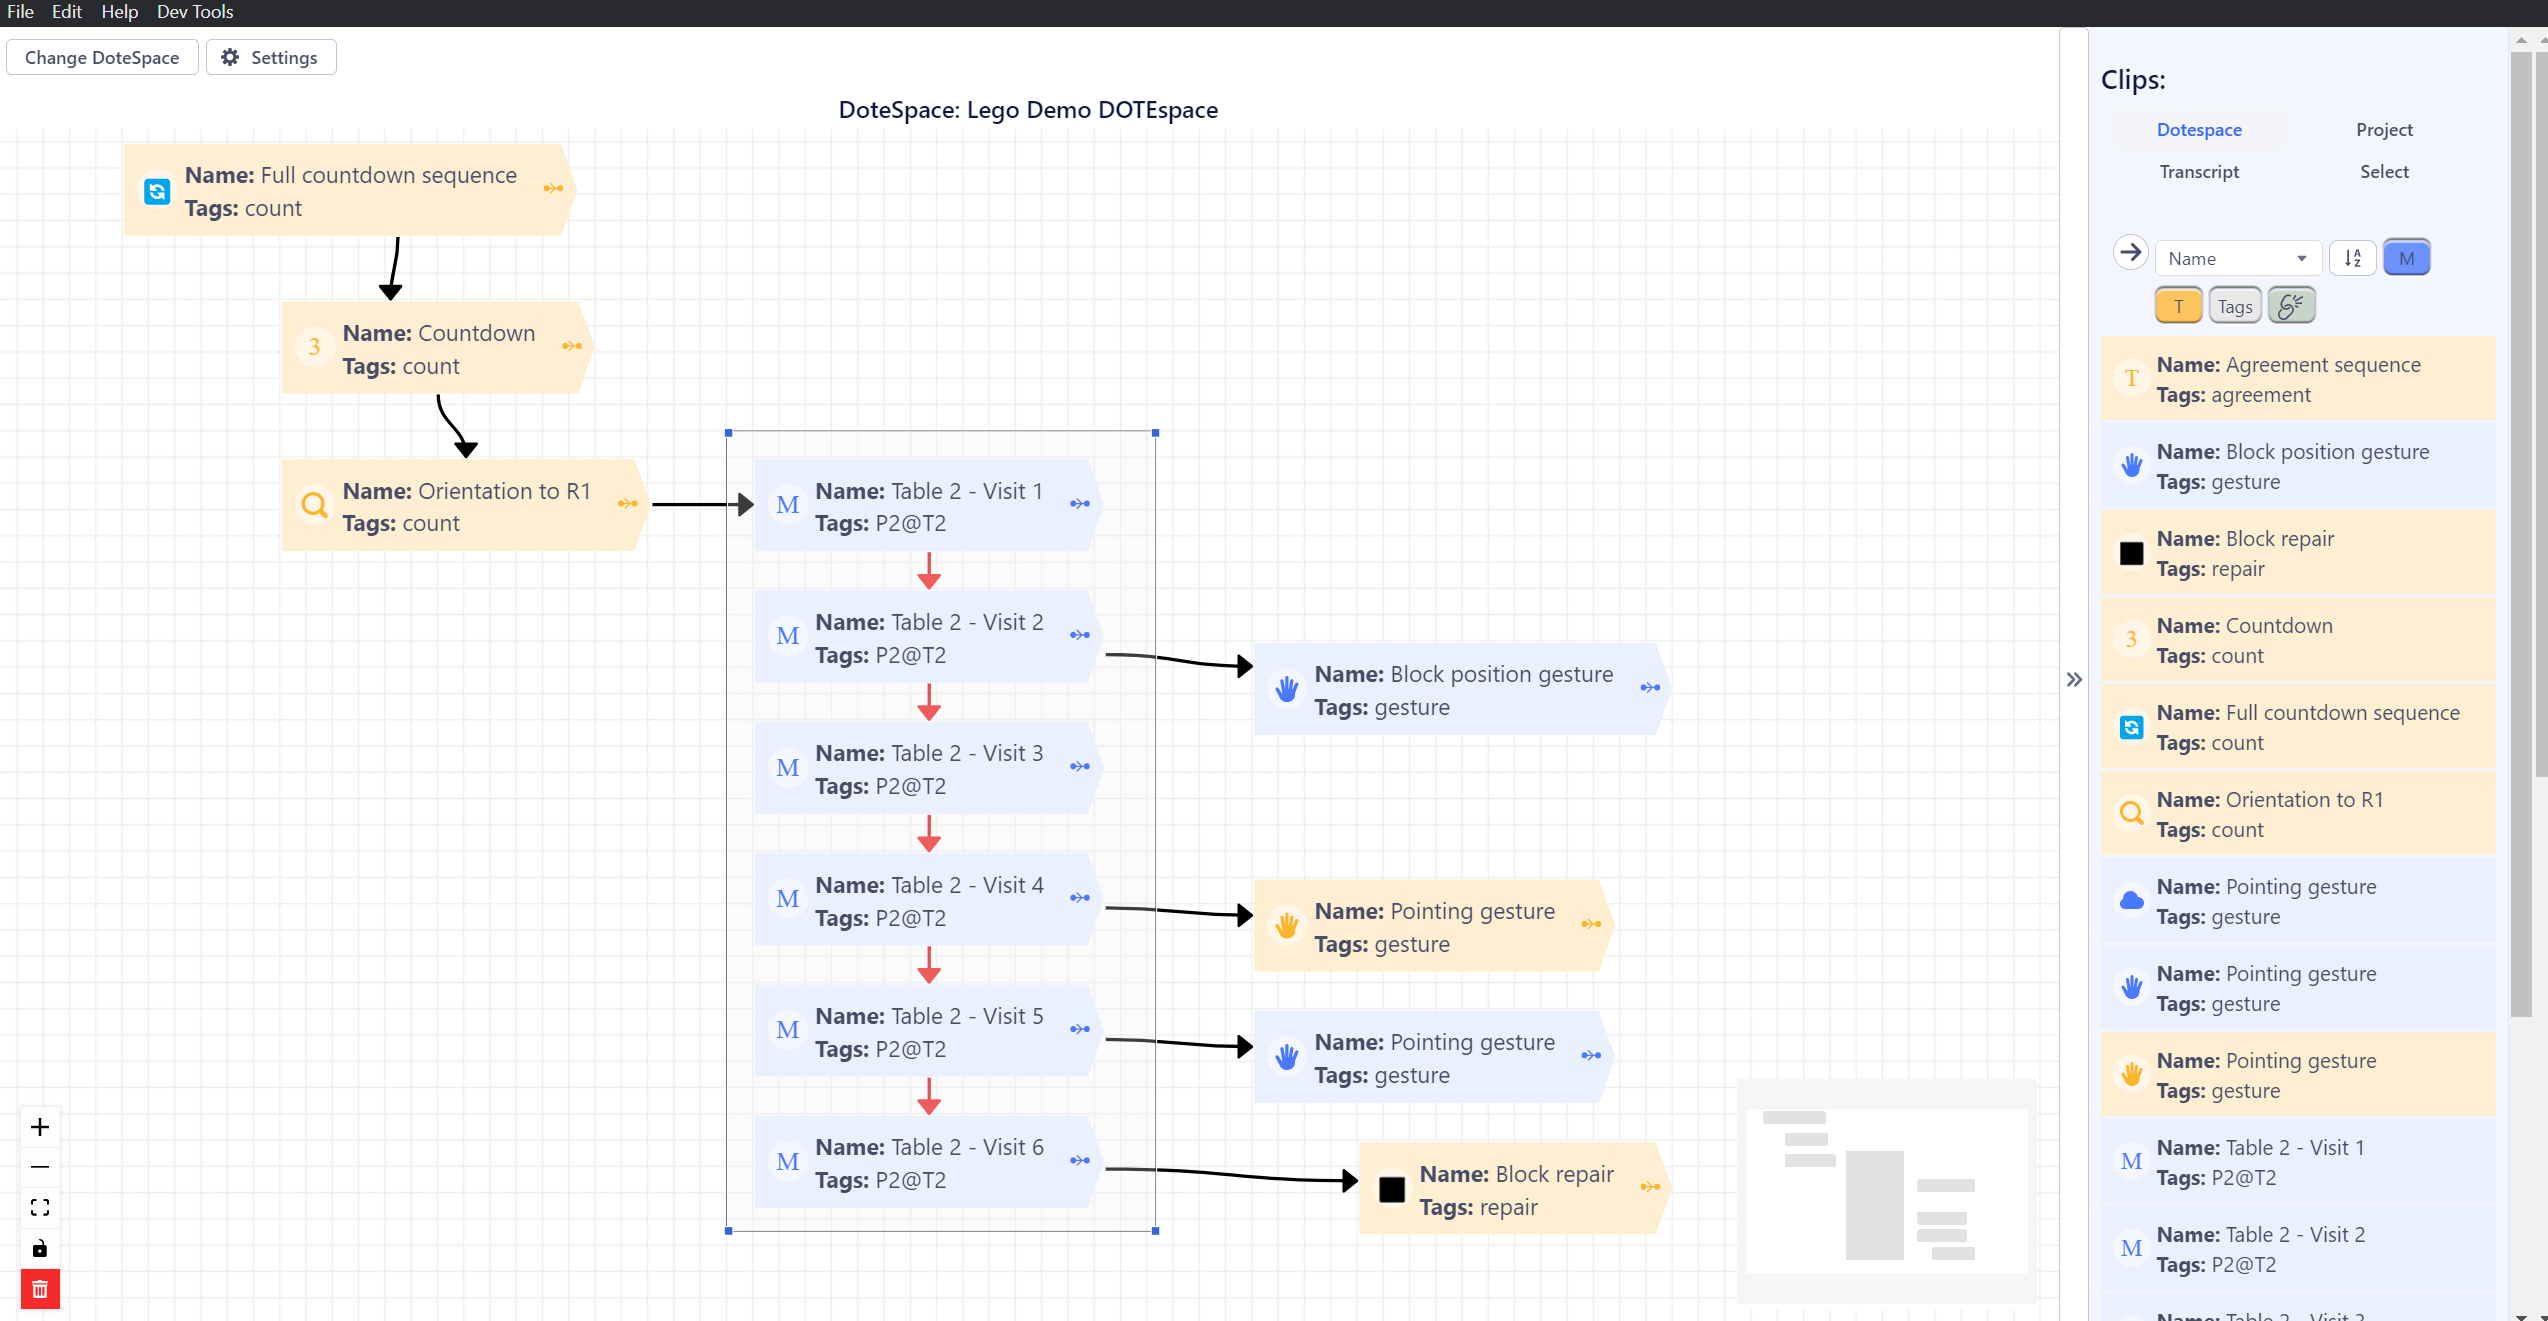 File Edit Help Dev Tools
Change DoteSpace Settings
DoteSpace: Lego Demo DOTEspace
Name: Full countdown sequence
Tags: count
3
Name: Countdown
Tags: count
Name: Orientation to R1
Tags: count
M
Name: Table 2 - Visit 1
Tags: P2@T2
M
Name: Table 2 - Visit 2
Tags: P2@T2
Name: Block position gesture
Tags: gesture
M
Name: Table 2 - Visit 3
Tags: P2@T2
M
Name: Table 2 - Visit 4
Tags: P2@T2
Name: Pointing gesture
Tags: gesture
M
Name: Table 2 - Visit 5
Tags: P2@T2
Name: Pointing gesture
Tags: gesture
M
Name: Table 2 - Visit 6
Tags: P2@T2
Name: Block repair
Tags: repair
Clips:
Dotespace Project
Transcript Select
Name A Z M
T Tags
T
Name: Agreement sequence
Tags: agreement
Name: Block position gesture
Tags: gesture
Name: Block repair
Tags: repair
3
Name: Countdown
Tags: count
Name: Full countdown sequence
Tags: count
Name: Orientation to R1
Tags: count
Name: Pointing gesture
Tags: gesture
Name: Pointing gesture
Tags: gesture
Name: Pointing gesture
Tags: gesture
M
Name: Table 2 - Visit 1
Tags: P2@T2
M
Name: Table 2 - Visit 2
Tags: P2@T2
Name: Table 2 - Visit 3